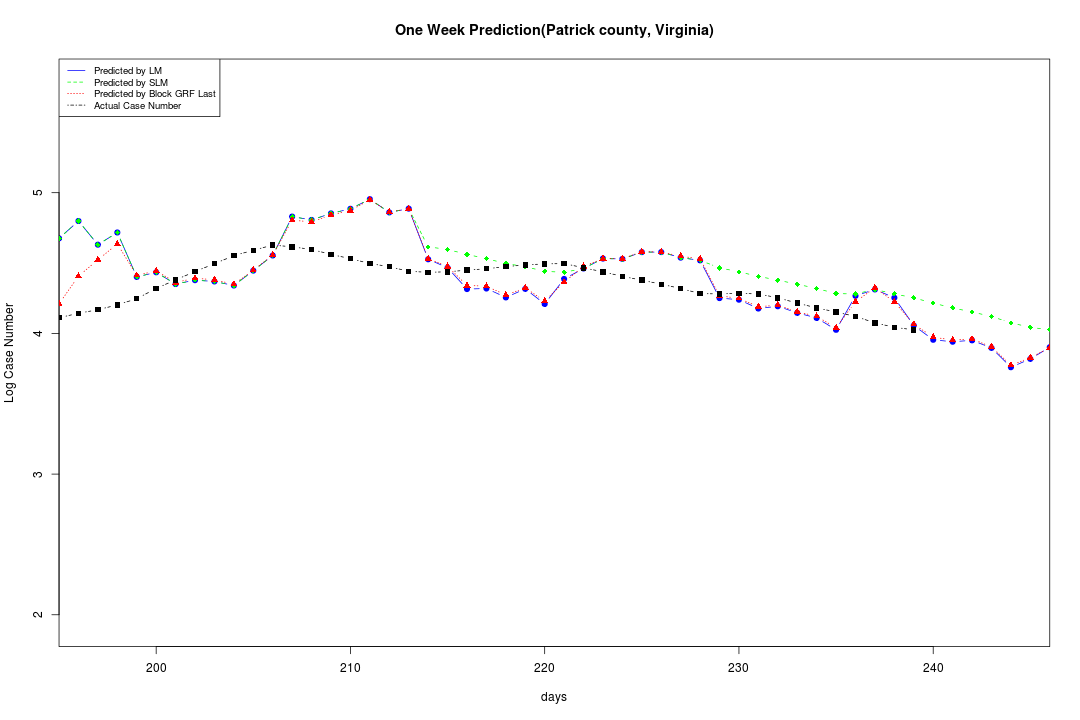 One Week Prediction(Patrick county, Virginia)
Predicted by LM
Predicted by SLM
Predicted by Block GRF Last
Actual Case Number
5
4
3
2
Log Case Number
200 210 220 230 240
days